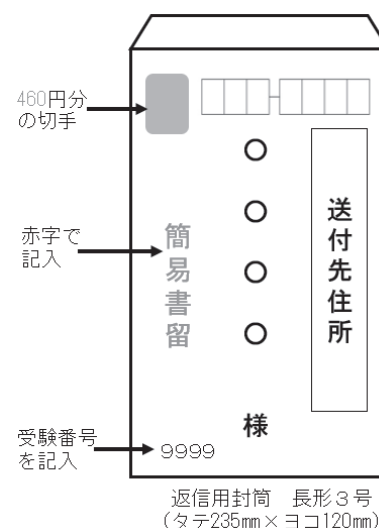 460円分
の切手
赤字で
記入
受験番号
を記入
送付先住所
○○○○様
簡易書留
9999
返信用封筒　長形３号
（タテ235㎜×ヨコ120㎜）